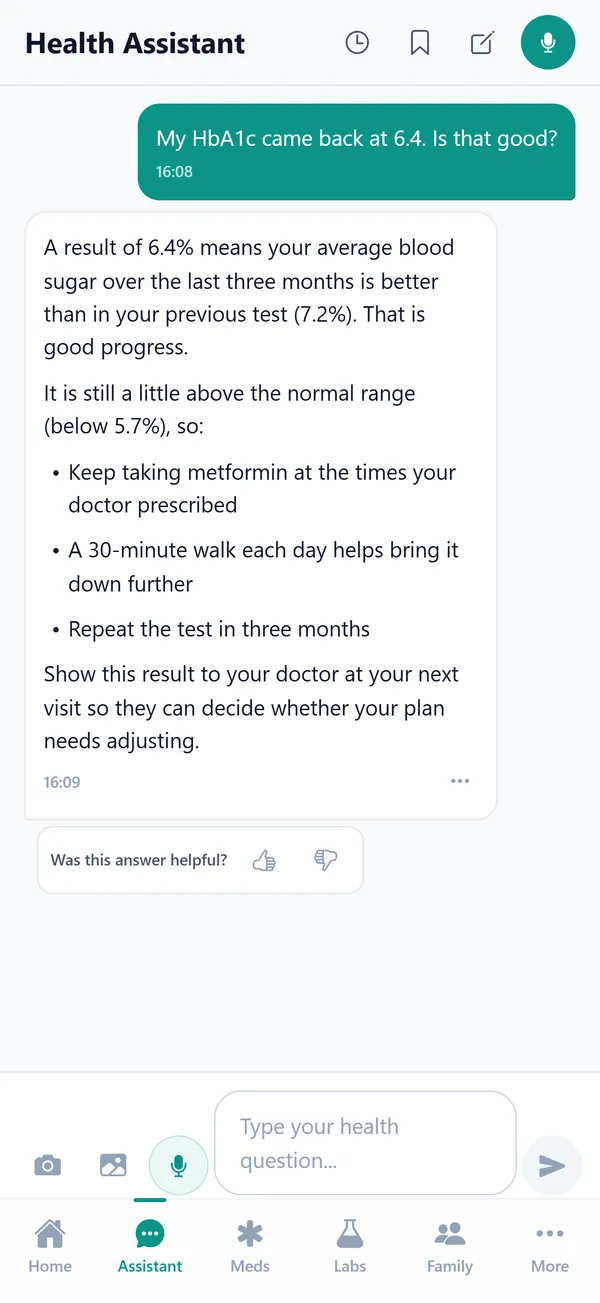 Health Assistant
My HbA1c came back at 6.4. Is that good?
16:08
A result of 6.4% means your average blood
sugar over the last three months is better
than in your previous test (7.2%). That is
good progress.
It is still a little above the normal range
(below 5.7%), so:
• Keep taking metformin at the times your
doctor prescribed
• A 30-minute walk each day helps bring it
down further
• Repeat the test in three months
Show this result to your doctor at your next
visit so they can decide whether your plan
needs adjusting.
16:09
Was this answer helpful?
Type your health
question...
Home
Assistant
Meds
Labs
Family
More